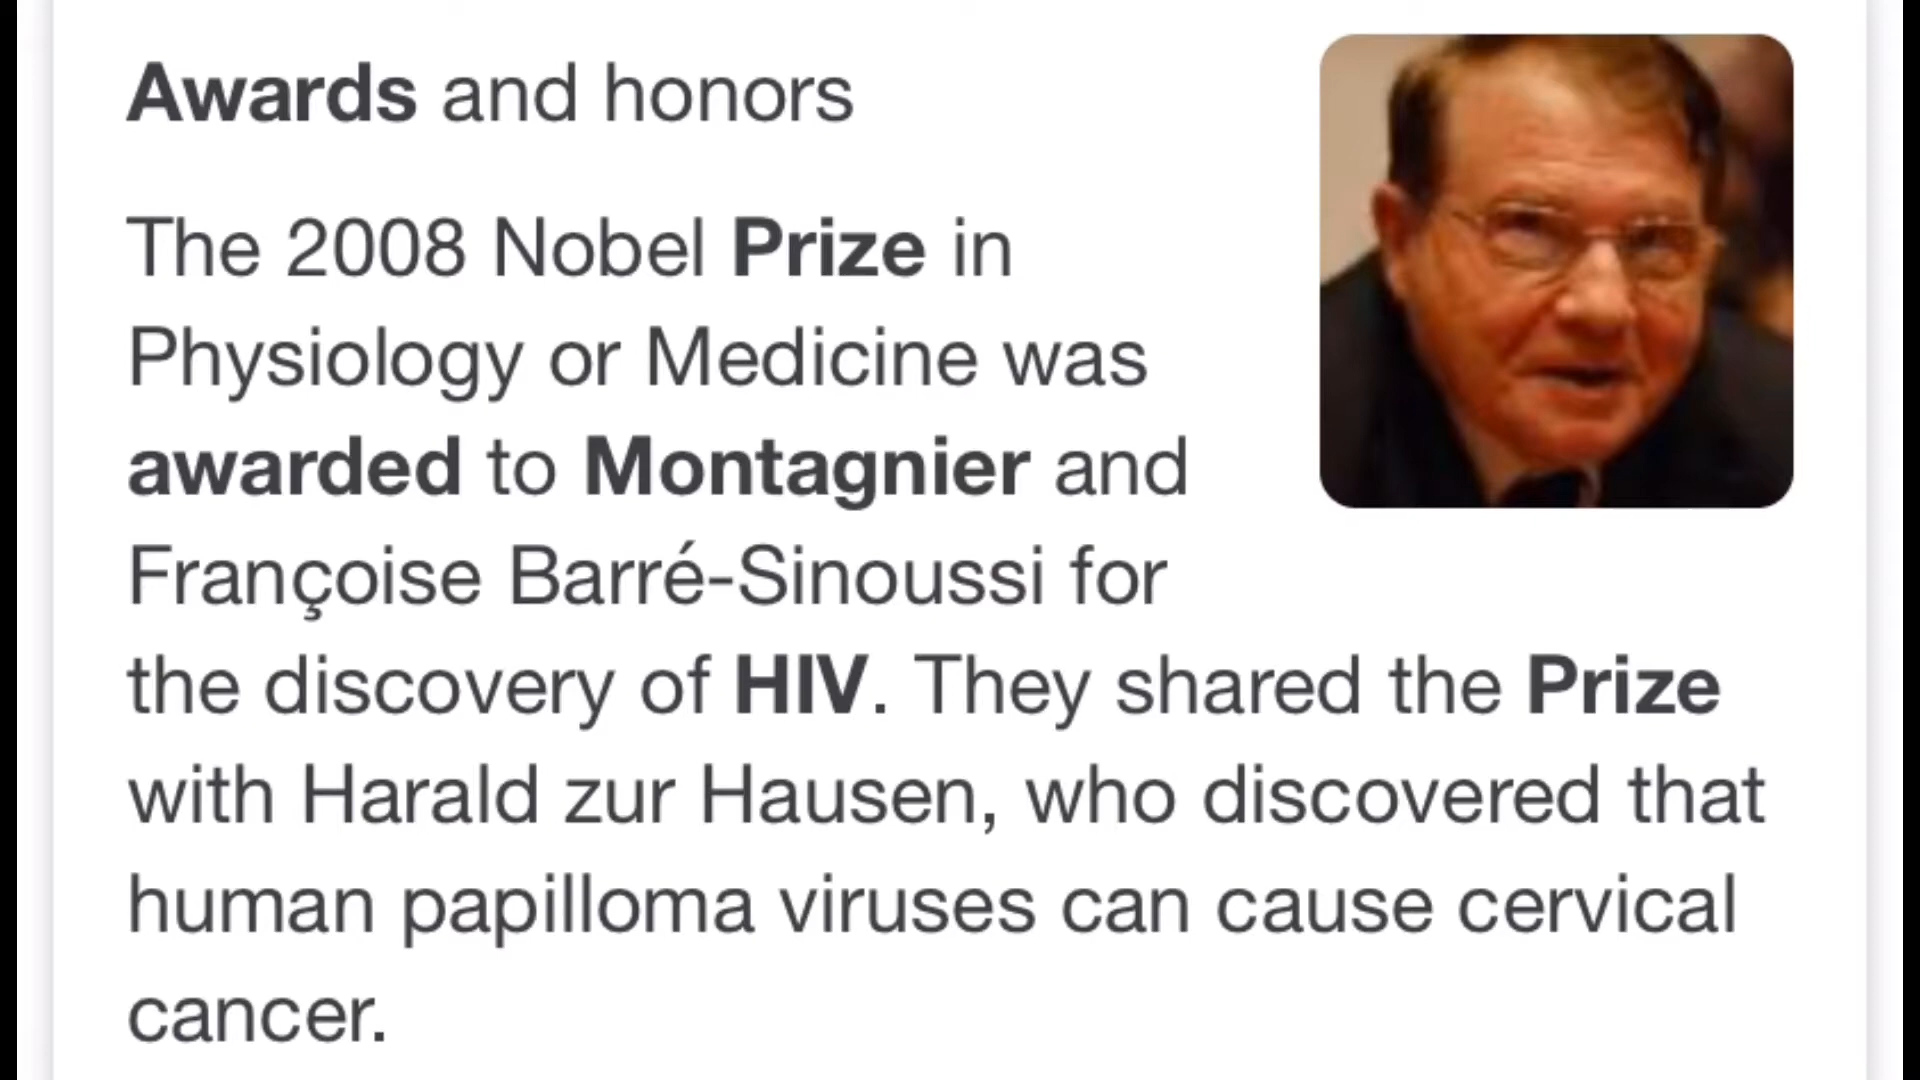 Awards and honors
The 2008 Nobel Prize in
Physiology or Medicine was
awarded to Montagnier and
Françoise Barré-Sinoussi for
the discovery of HIV. They shared the Prize
with Harald zur Hausen, who discovered that
human papilloma viruses can cause cervical
cancer.